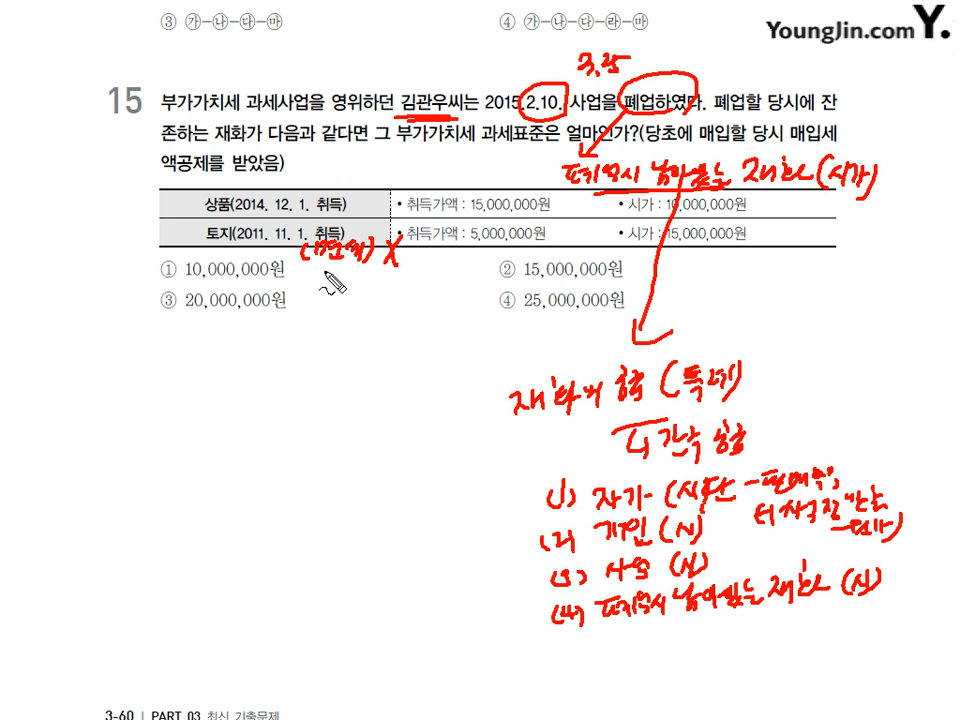 ③ 가-나-다-마 ④ 가-나-다-라-마
YoungJin.com Y.
3.25
15 부가가치세 과세사업을 영위하던 김관우씨는 2015.2.10. 사업을 폐업하였다. 폐업할 당시에 잔
존하는 재화가 다음과 같다면 그 부가가치세 과세표준은 얼마인가?(당초에 매입할 당시 매입세
액공제를 받았음)
폐업시 남아있는 재화(시가)
상품(2014. 12. 1. 취득) • 취득가액 : 15,000,000원 • 시가 : 10,000,000원
토지(2011. 11. 1. 취득) • 취득가액 : 5,000,000원 • 시가 : 15,000,000원
(면세) X
① 10,000,000원 ② 15,000,000원
③ 20,000,000원 ④ 25,000,000원
재화의 공급 (특례)
간주 공급
(1) 자기-
(2) 개인 (시)
(3) 사 (시)
(4) 폐업시 남아있는 재화 (시)
3-60 | PART 03 최신 기출문제